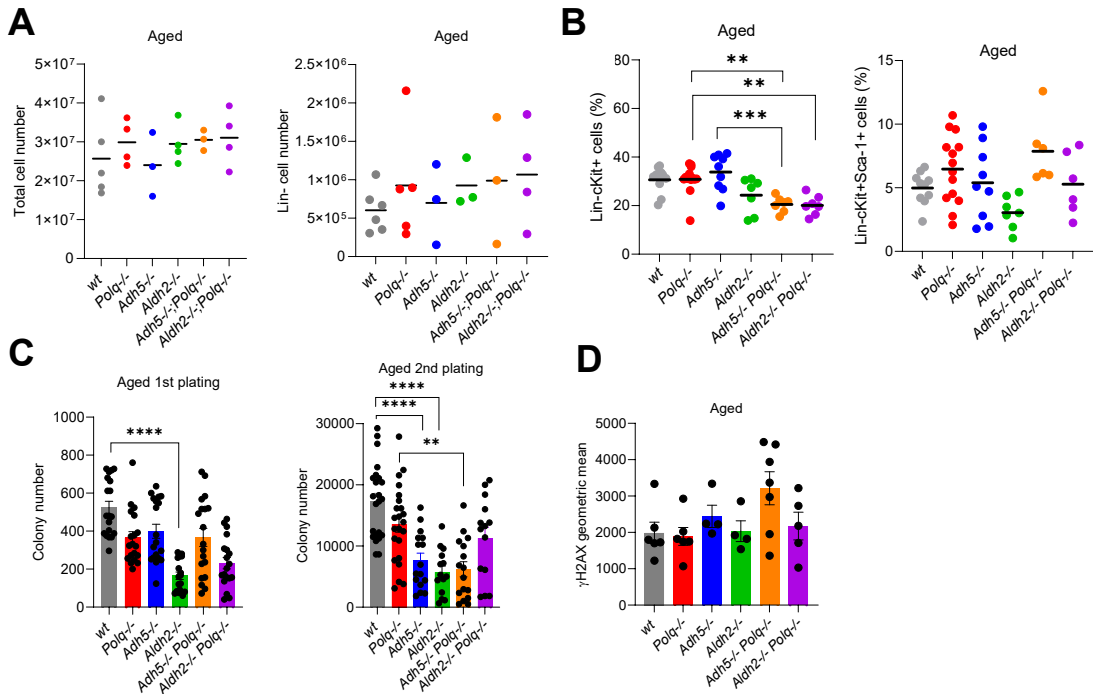 A
Aged
Total cell number
5×10⁷
4×10⁷
3×10⁷
2×10⁷
1×10⁷
0
wt
Polq-/-
Adh5-/-
Aldh2-/-
Adh5-/-;Polq-/-
Aldh2-/-;Polq-/-
Aged
Lin- cell number
2.5×10⁶
2.0×10⁶
1.5×10⁶
1.0×10⁶
5.0×10⁵
0
wt
Polq-/-
Adh5-/-
Aldh2-/-
Adh5-/-;Polq-/-
Aldh2-/-;Polq-/-
B
Aged
Lin-cKit+ cells (%)
80
60
40
20
0
**
**
***
wt
Polq-/-
Adh5-/-
Aldh2-/-
Adh5-/- Polq-/-
Aldh2-/- Polq-/-
Aged
Lin-cKit+Sca-1+ cells (%)
15
10
5
0
wt
Polq-/-
Adh5-/-
Aldh2-/-
Adh5-/- Polq-/-
Aldh2-/- Polq-/-
C
Aged 1st plating
Colony number
1000
800
600
400
200
0
****
wt
Polq-/-
Adh5-/-
Aldh2-/-
Adh5-/- Polq-/-
Aldh2-/- Polq-/-
Aged 2nd plating
Colony number
30000
20000
10000
0
****
****
**
wt
Polq-/-
Adh5-/-
Aldh2-/-
Adh5-/- Polq-/-
Aldh2-/- Polq-/-
D
Aged
γH2AX geometric mean
5000
4000
3000
2000
1000
0
wt
Polq-/-
Adh5-/-
Aldh2-/-
Adh5-/- Polq-/-
Aldh2-/- Polq-/-